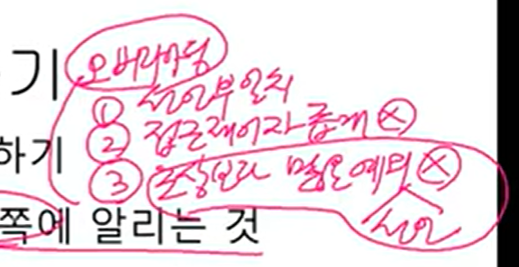 기 오버라이딩
① 선언부 일치
하기 ② 접근제어자 좁게 ⓧ
③ 조상보다 많은 예외 ⓧ
쪽에 알리는 것 선언